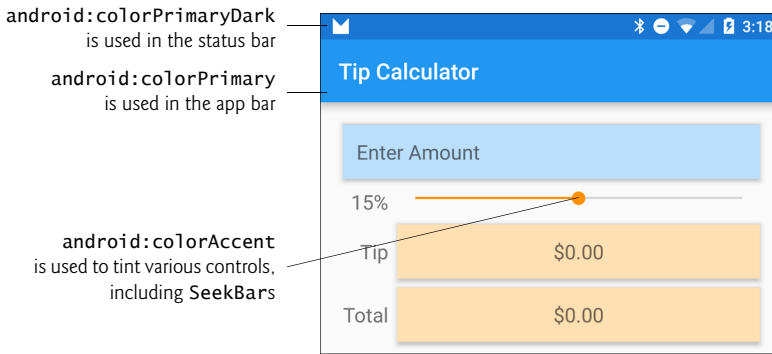 android:colorPrimaryDark
is used in the status bar
android:colorPrimary
is used in the app bar
3:18
Tip Calculator
Enter Amount
15%
android:colorAccent
is used to tint various controls,
including SeekBars
Tip
$0.00
Total
$0.00